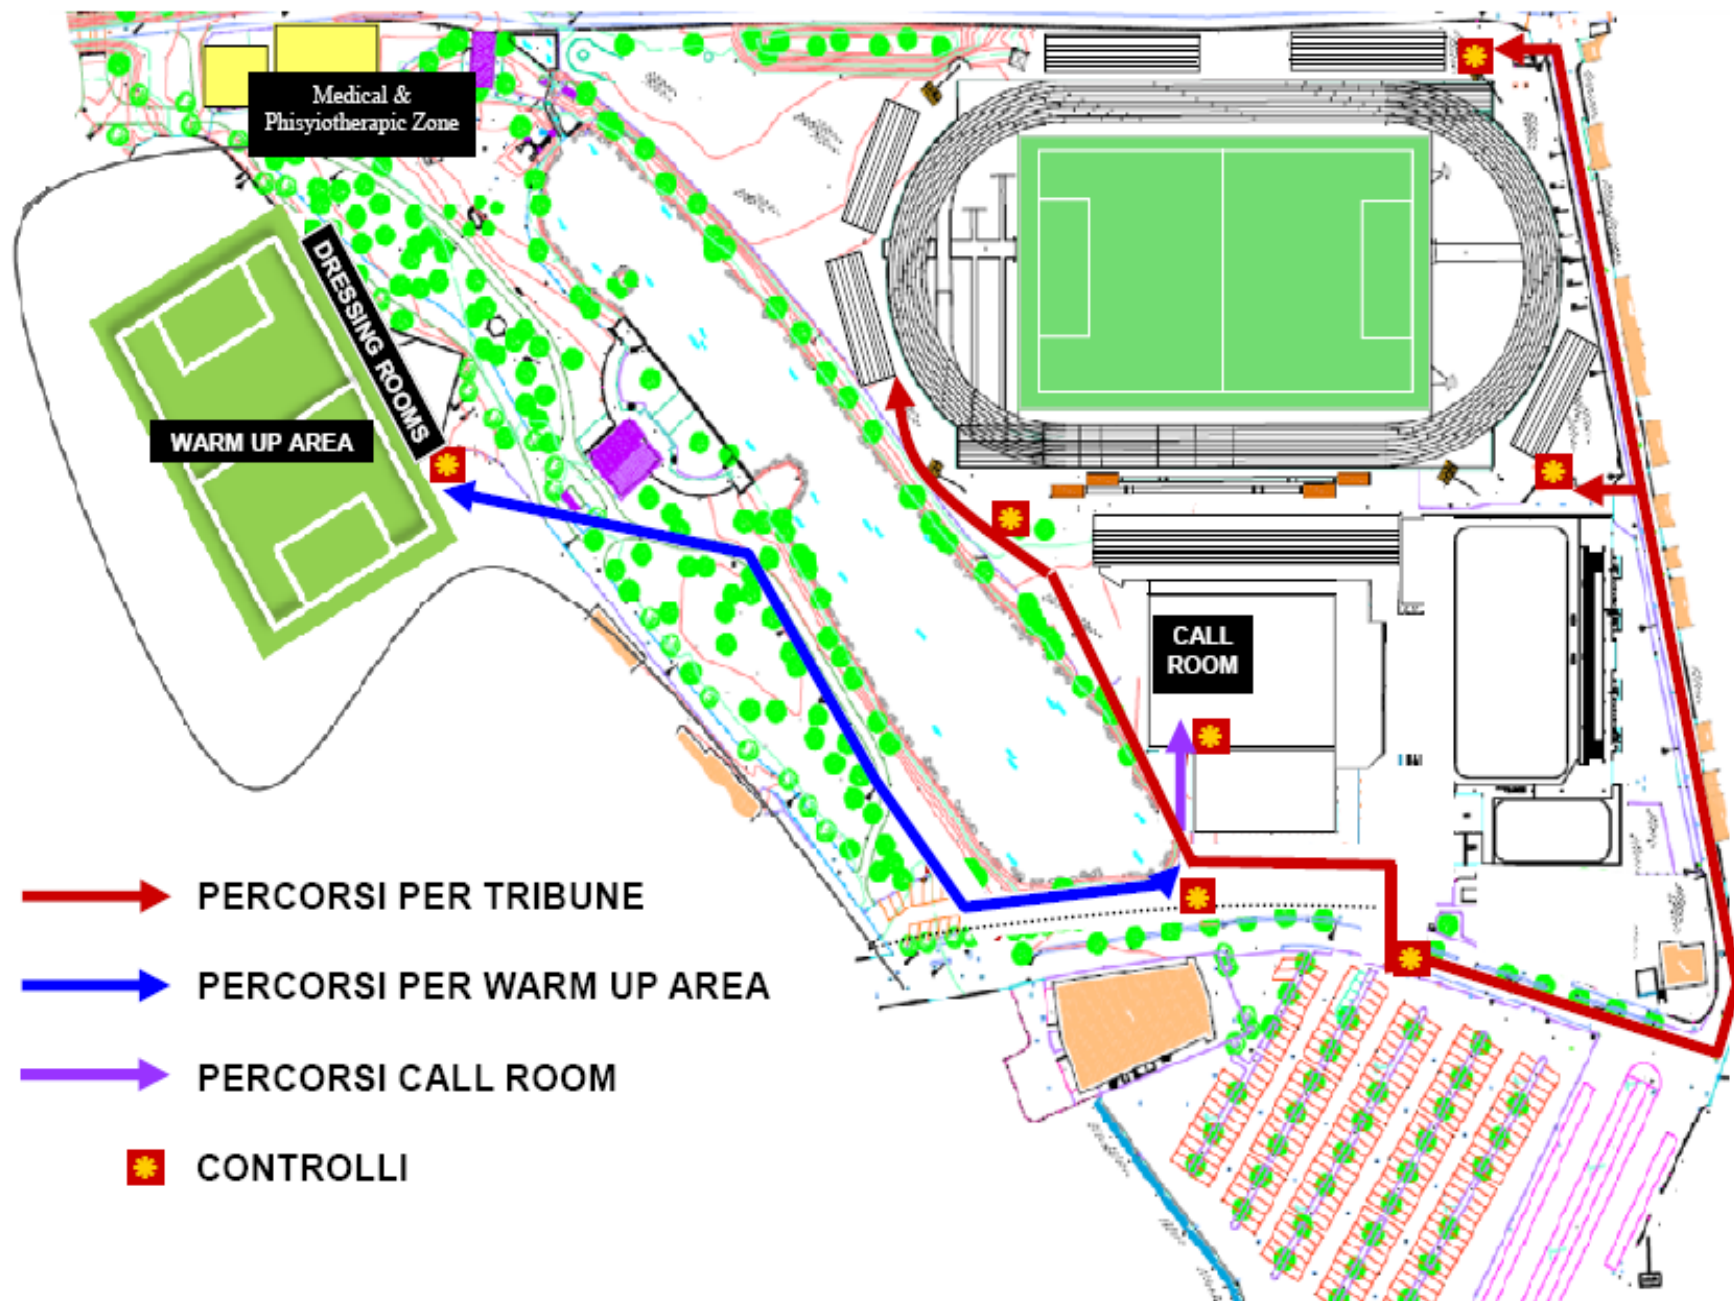 Medical &
Phisyiotherapic Zone
DRESSING ROOMS
WARM UP AREA
CALL
ROOM
PERCORSI PER TRIBUNE
PERCORSI PER WARM UP AREA
PERCORSI CALL ROOM
CONTROLLI